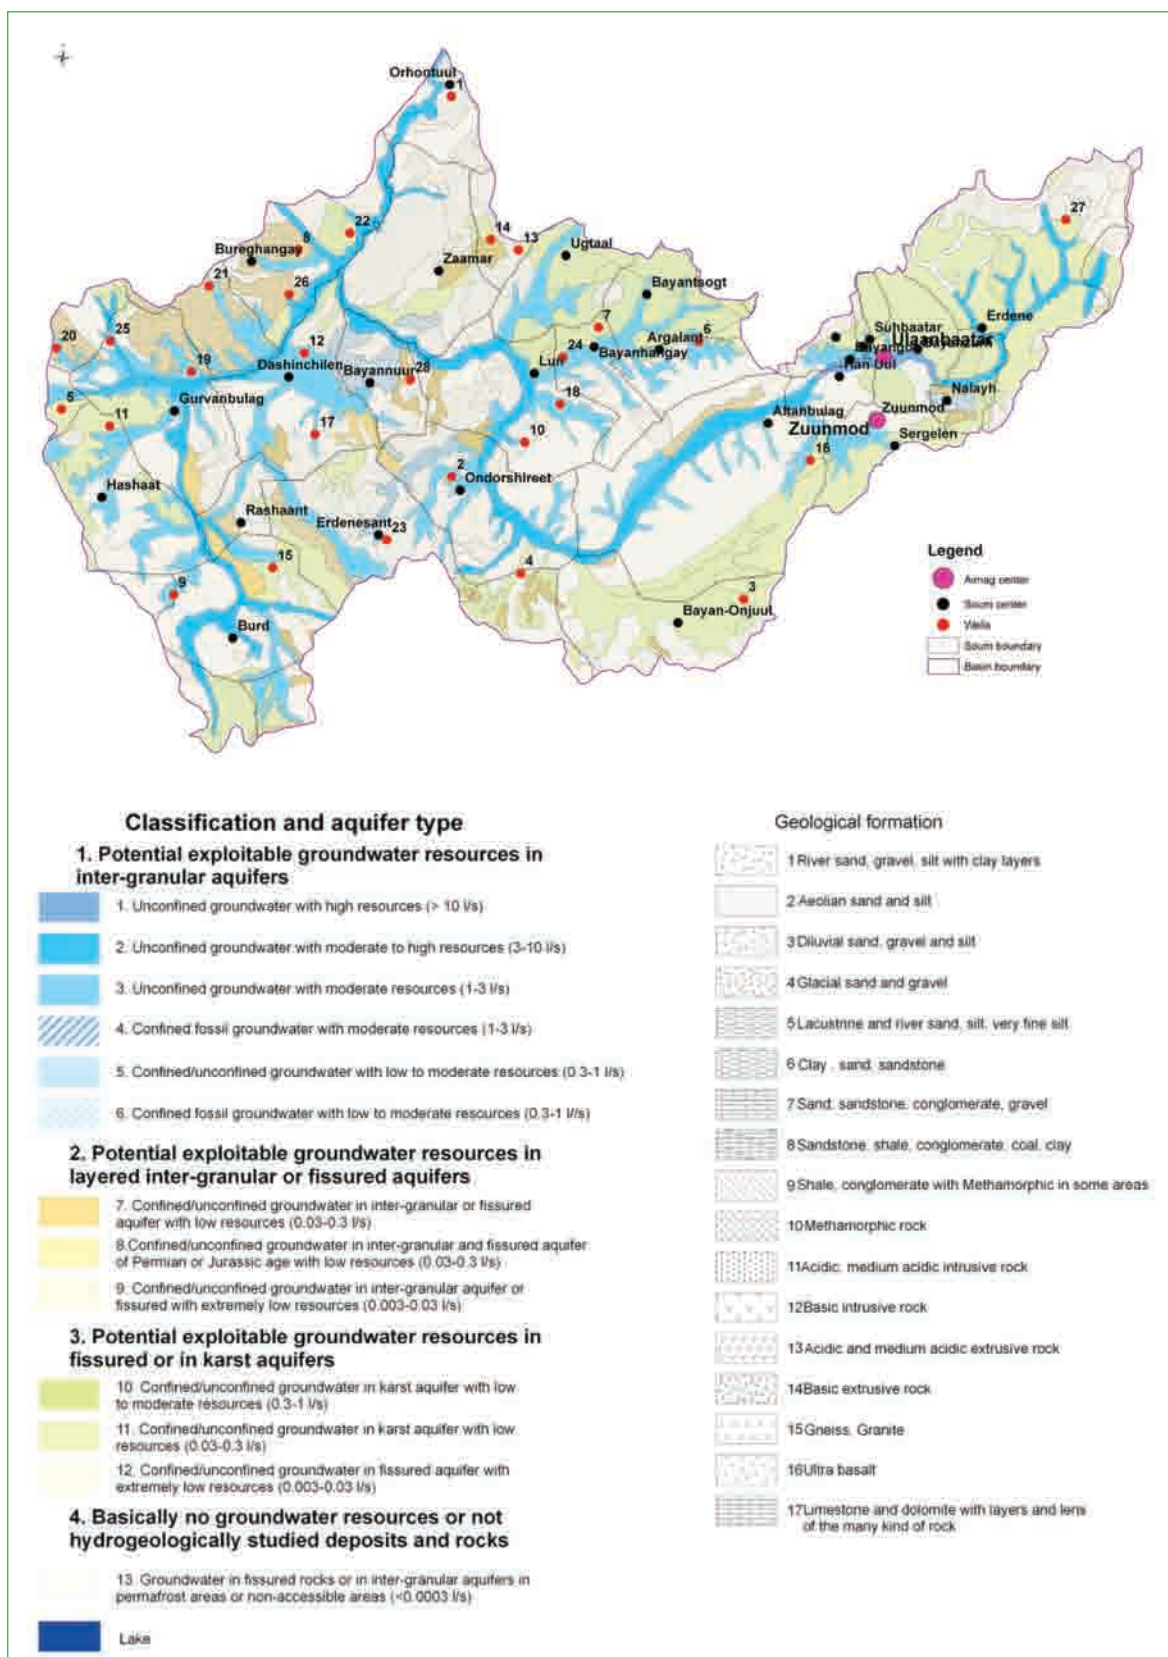 Orhontuul
1
27
22
14
13
8
Ugtaal
Bureghangay
Zaamar
21
26
Bayantsogt
Erdene
Suhbaatar
Ulaanbaatar
7
6
25
20
12
Argalant
24
Bayanhangay
19
Dashinchilen
Bayannuur
28
Lun
Han Uul
Nalayh
5
Gurvanbulag
18
Altanbulag
Zuunmod
11
17
10
Zuunmod
Sergelen
16
2
Ondorshireet
Hashaat
Rashaant
Erdenesant
23
15
4
9
3
Bayan-Onjuul
Burd
Legend
Aimag center
Soum center
Wells
Soum boundary
Basin boundary
Classification and aquifer type
1. Potential exploitable groundwater resources in
inter-granular aquifers
1. Unconfined groundwater with high resources (> 10 l/s)
2. Unconfined groundwater with moderate to high resources (3-10 l/s)
3. Unconfined groundwater with moderate resources (1-3 l/s)
4. Confined fossil groundwater with moderate resources (1-3 l/s)
5. Confined/unconfined groundwater with low to moderate resources (0.3-1 l/s)
6. Confined fossil groundwater with low to moderate resources (0.3-1 l//s)
2. Potential exploitable groundwater resources in
layered inter-granular or fissured aquifers
7. Confined/unconfined groundwater in inter-granular or fissured
aquifer with low resources (0.03-0.3 l/s)
8.Confined/unconfined groundwater in inter-granular and fissured aquifer
of Permian or Jurassic age with low resources (0.03-0.3 l/s)
9. Confined/unconfined groundwater in inter-granular aquifer or
fissured with extremely low resources (0.003-0.03 l/s)
3. Potential exploitable groundwater resources in
fissured or in karst aquifers
10. Confined/unconfined groundwater in karst aquifer with low
to moderate resources (0.3-1 l/s)
11. Confined/unconfined groundwater in karst aquifer with low
resources (0.03-0.3 l/s)
12. Confined/unconfined groundwater in fissured aquifer with
extremely low resources (0.003-0.03 l/s)
4. Basically no groundwater resources or not
hydrogeologically studied deposits and rocks
13. Groundwater in fissured rocks or in inter-granular aquifers in
permafrost areas or non-accessible areas (<0.0003 l/s)
Lake
Geological formation
1 River sand, gravel, silt with clay layers
2 Aeolian sand and silt
3 Diluvial sand, gravel and silt
4 Glacial sand and gravel
5 Lacustrine and river sand, silt, very fine silt
6 Clay , sand, sandstone
7 Sand, sandstone, conglomerate, gravel
8 Sandstone, shale, conglomerate, coal, clay
9 Shale, conglomerate with Methamorphic in some areas
10 Methamorphic rock
11 Acidic, medium acidic intrusive rock
12 Basic intrusive rock
13 Acidic and medium acidic extrusive rock
14 Basic extrusive rock
15 Gneiss, Granite
16 Ultra basalt
17 Limestone and dolomite with layers and lens
of the many kind of rock